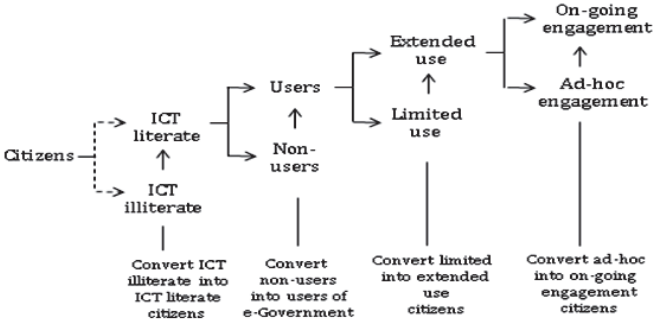 On-going
engagement
Extended
use
Users
Ad-hoc
engagement
ICT
literate
Limited
use
Citizens
Non-
users
ICT
illiterate
Convert ICT
illiterate into
ICT literate
citizens
Convert
non-users
into users of
e-Government
Convert limited
into extended
use
citizens
Convert ad-hoc
into on-going
engagement
citizens